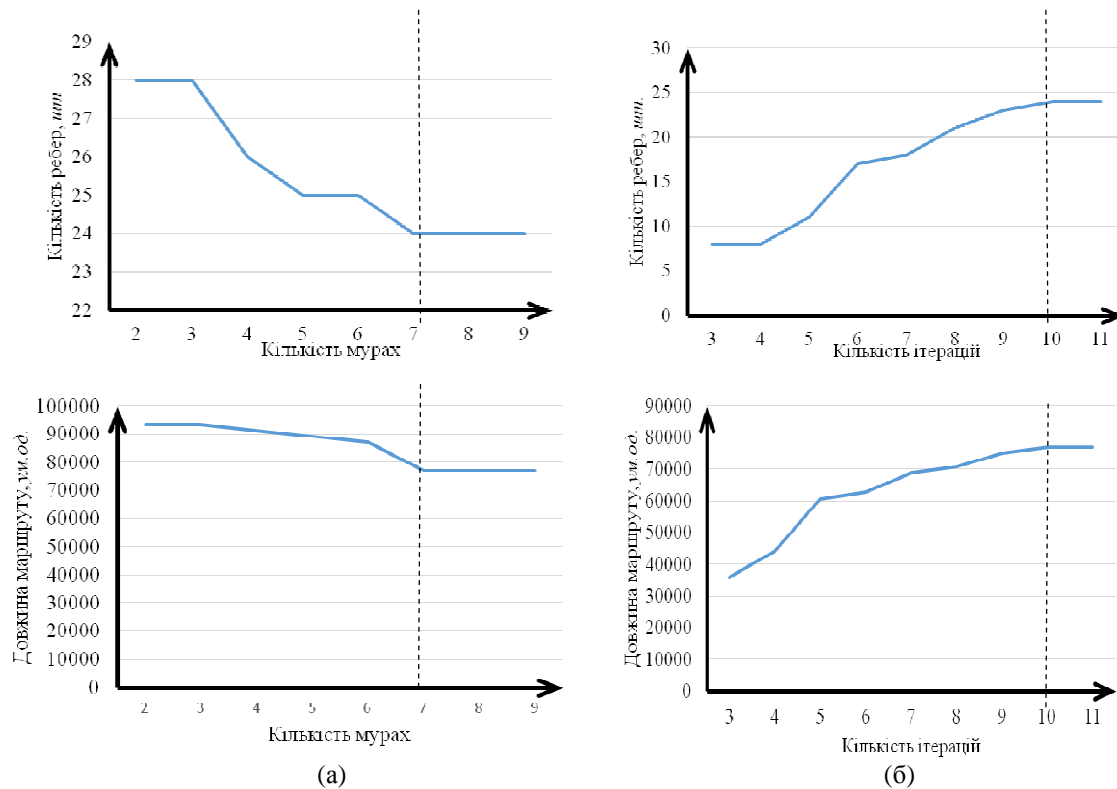 29
28
27
26
25
24
23
22
Кількість ребер, шт
2 3 4 5 6 7 8 9
Кількість мурах
30
25
20
15
10
5
0
Кількість ребер, шт.
3 4 5 6 7 8 9 10 11
Кількість ітерацій
100000
90000
80000
70000
60000
50000
40000
30000
20000
10000
0
Довжина маршруту, ум.од.
2 3 4 5 6 7 8 9
Кількість мурах
(а)
90000
80000
70000
60000
50000
40000
30000
20000
10000
0
Довжина маршруту, ум.од.
3 4 5 6 7 8 9 10 11
Кількість ітерацій
(б)